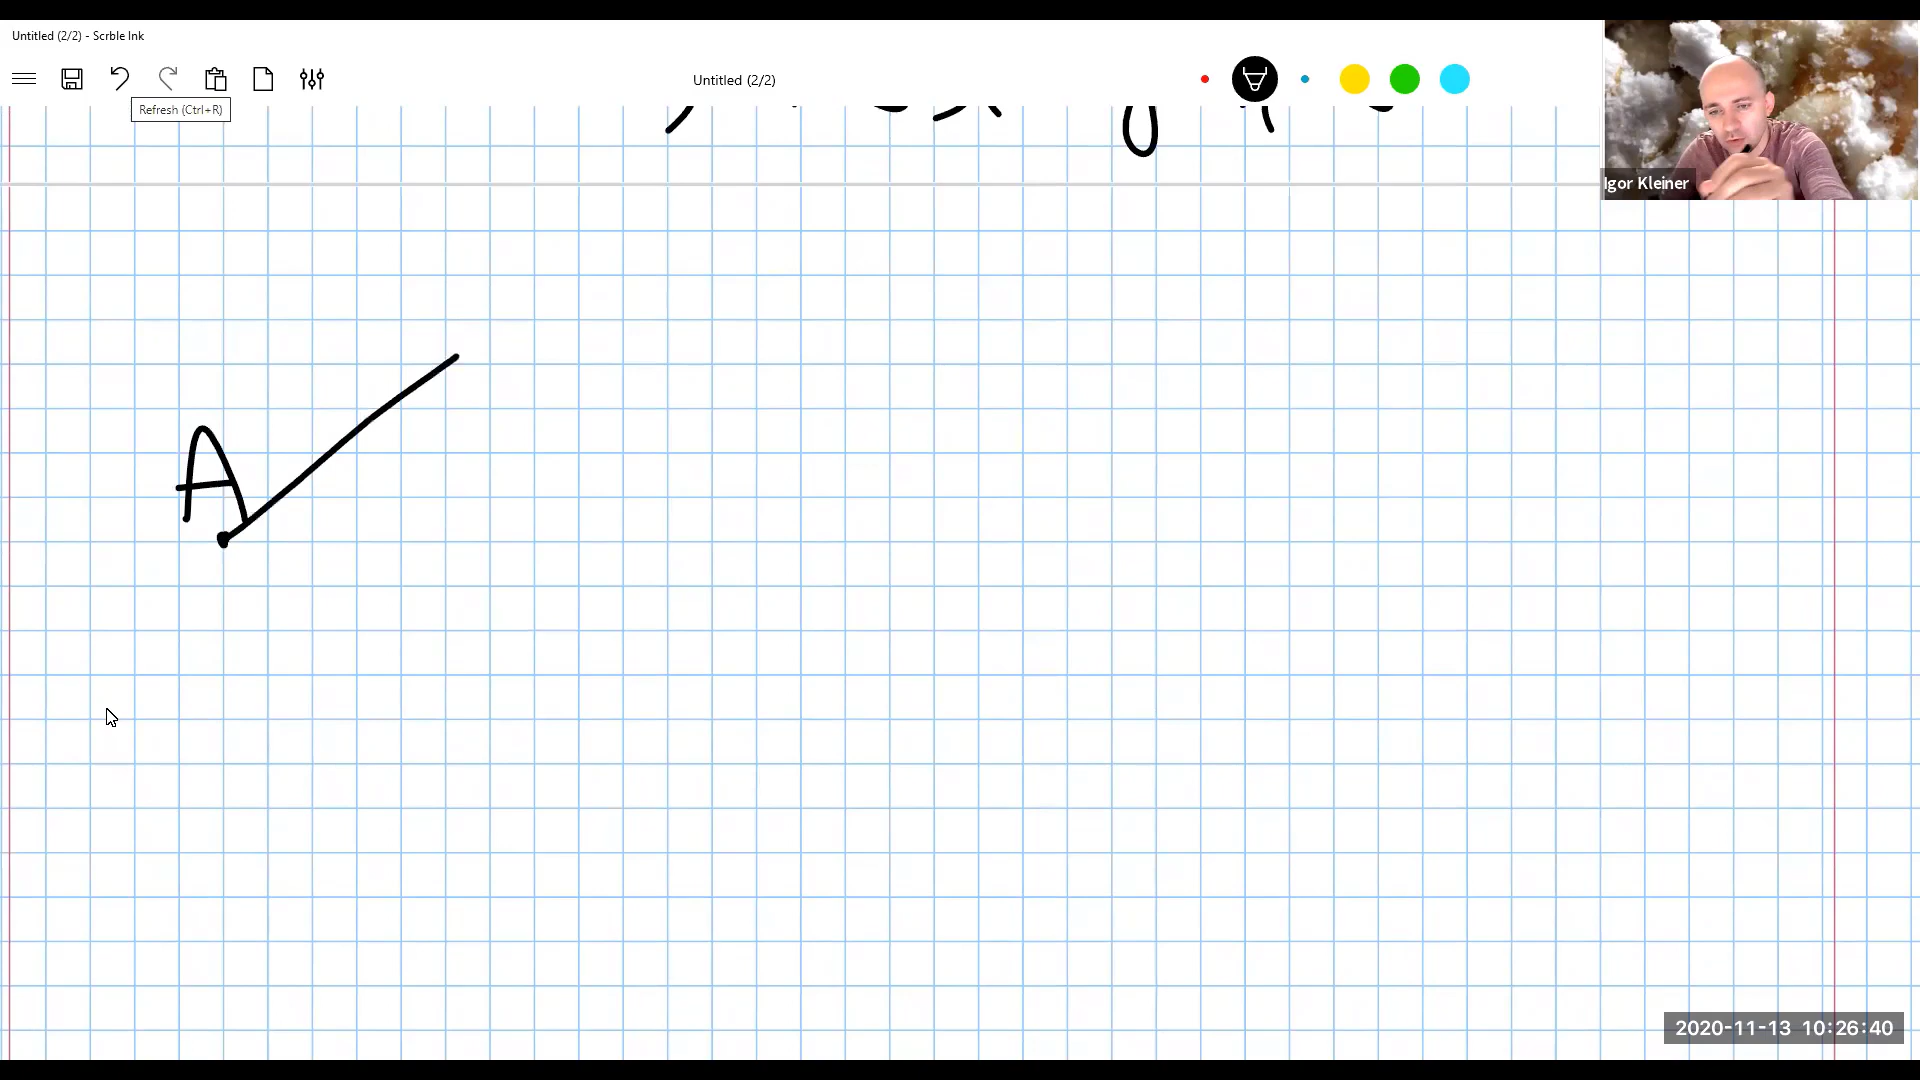 Untitled (2/2) - Scrble Ink
Untitled (2/2)
Refresh (Ctrl+R)
Igor Kleiner
A
2020-11-13 10:26:40